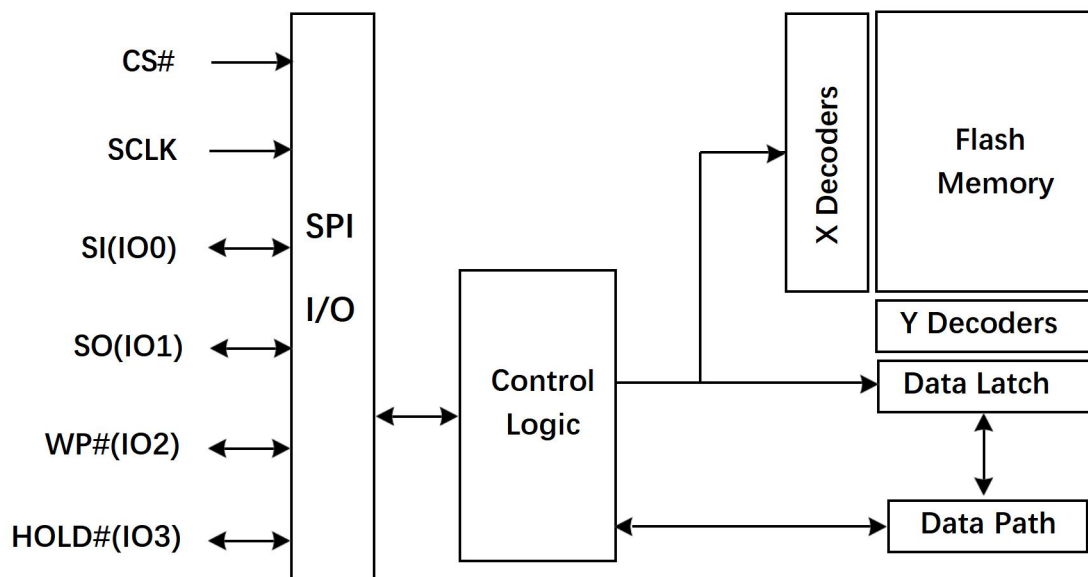 CS#
SCLK
SI(IO0)
SO(IO1)
WP#(IO2)
HOLD#(IO3)
SPI
I/O
Control
Logic
X Decoders
Flash
Memory
Y Decoders
Data Latch
Data Path